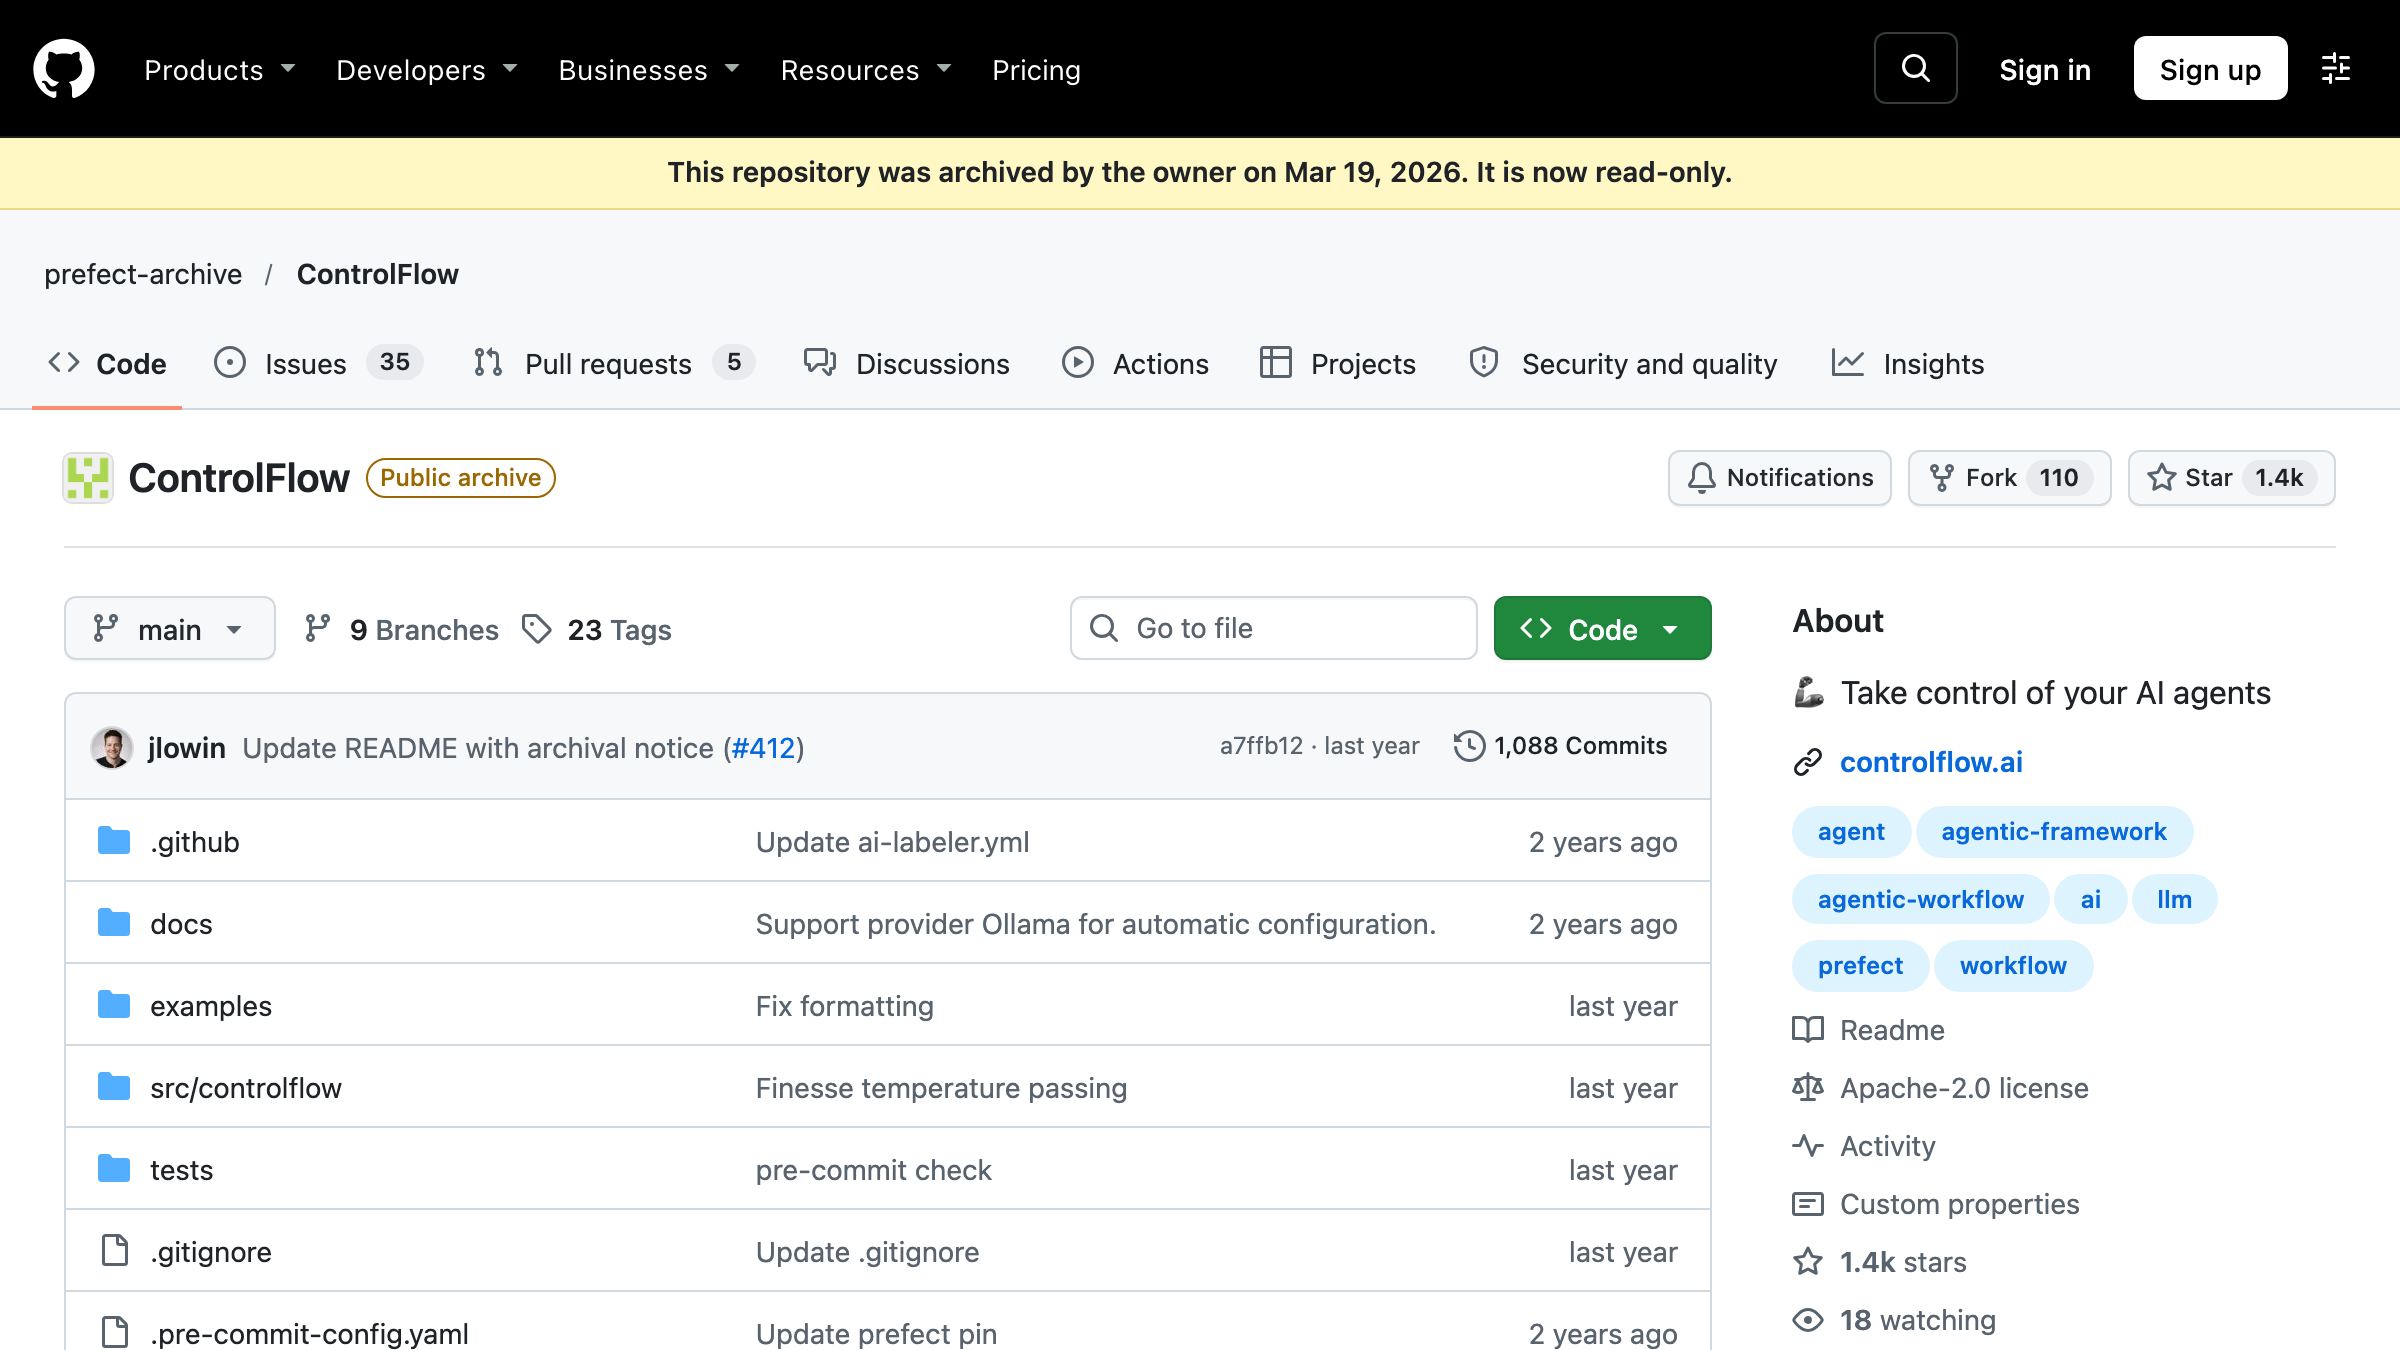 Products Developers Businesses Resources Pricing Sign in Sign up
This repository was archived by the owner on Mar 19, 2026. It is now read-only.
prefect-archive / ControlFlow
Code Issues 35 Pull requests 5 Discussions Actions Projects Security and quality Insights
ControlFlow Public archive Notifications Fork 110 Star 1.4k
main 9 Branches 23 Tags Go to file Code
jlowin Update README with archival notice (#412) a7ffb12 · last year 1,088 Commits
.github Update ai-labeler.yml 2 years ago
docs Support provider Ollama for automatic configuration. 2 years ago
examples Fix formatting last year
src/controlflow Finesse temperature passing last year
tests pre-commit check last year
.gitignore Update .gitignore last year
.pre-commit-config.yaml Update prefect pin 2 years ago
About
Take control of your AI agents
controlflow.ai
agent agentic-framework
agentic-workflow ai llm
prefect workflow
Readme
Apache-2.0 license
Activity
Custom properties
1.4k stars
18 watching